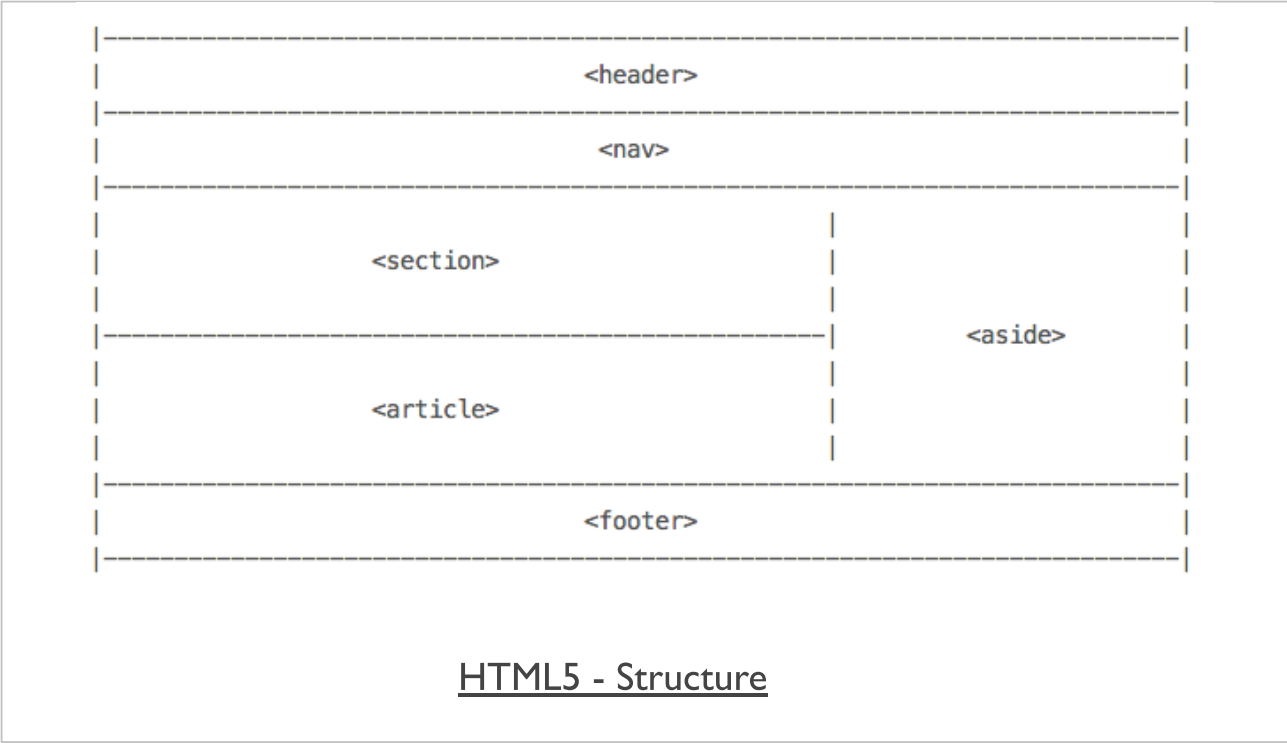 <header>
<nav>
<section>
<aside>
<article>
<footer>
HTML5 - Structure